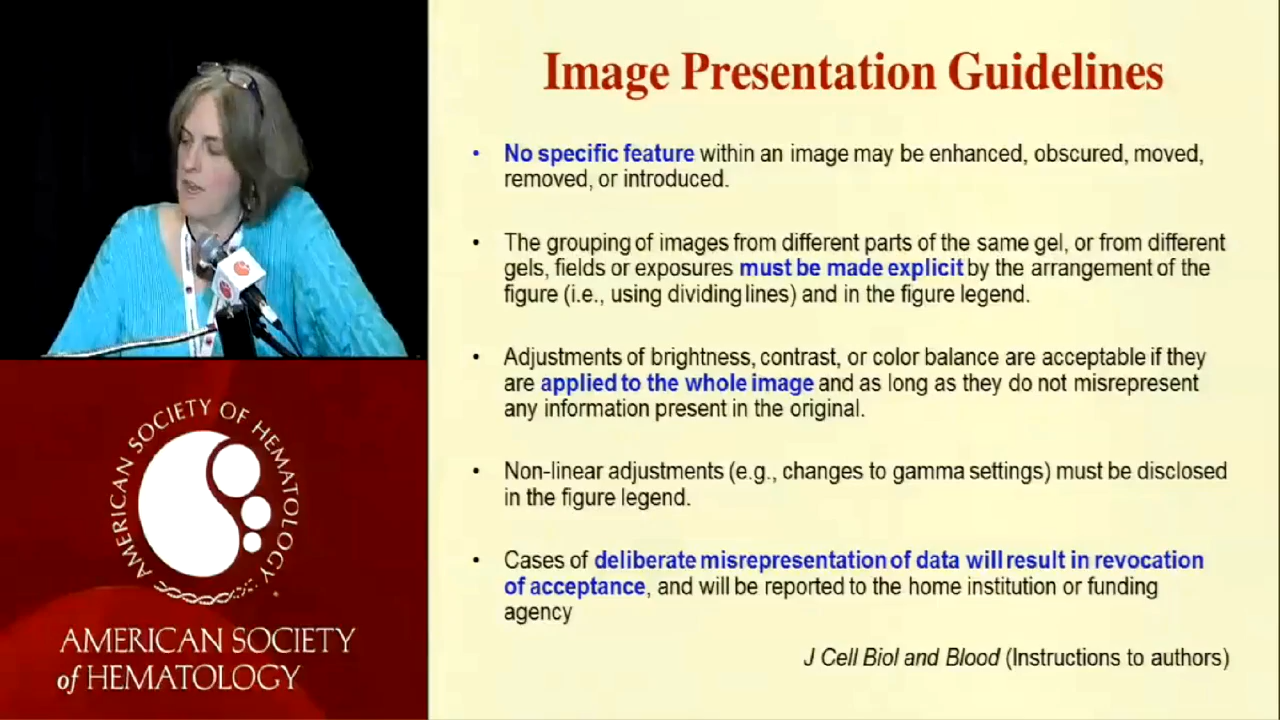 Image Presentation Guidelines
• No specific feature within an image may be enhanced, obscured, moved,
removed, or introduced.
• The grouping of images from different parts of the same gel, or from different
gels, fields or exposures must be made explicit by the arrangement of the
figure (i.e., using dividing lines) and in the figure legend.
• Adjustments of brightness, contrast, or color balance are acceptable if they
are applied to the whole image and as long as they do not misrepresent
any information present in the original.
• Non-linear adjustments (e.g., changes to gamma settings) must be disclosed
in the figure legend.
• Cases of deliberate misrepresentation of data will result in revocation
of acceptance, and will be reported to the home institution or funding
agency
J Cell Biol and Blood (Instructions to authors)
AMERICAN SOCIETY OF HEMATOLOGY
AMERICAN SOCIETY
of HEMATOLOGY